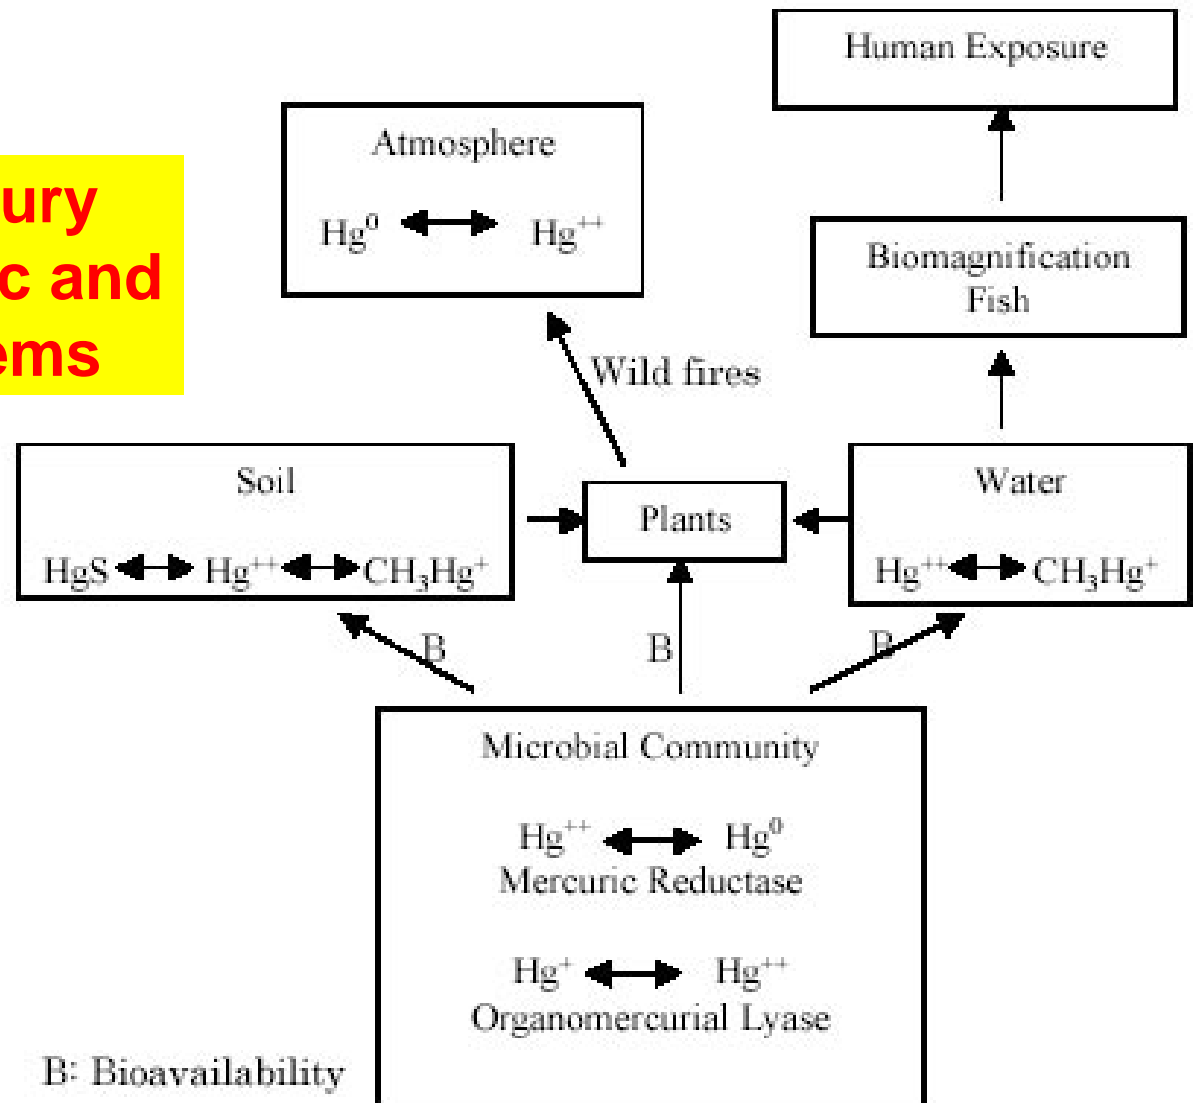 Human Exposure
Atmosphere
Hg⁰ Hg⁺⁺
ury
c and
ems
Biomagnification
Fish
Wild fires
Soil
HgS Hg⁺⁺ CH₃Hg⁺
Plants
Water
Hg⁺⁺ CH₃Hg⁺
B
B
B
Microbial Community
Hg⁺⁺ Hg⁰
Mercuric Reductase
Hg⁺ Hg⁺⁺
Organomercurial Lyase
B: Bioavailability